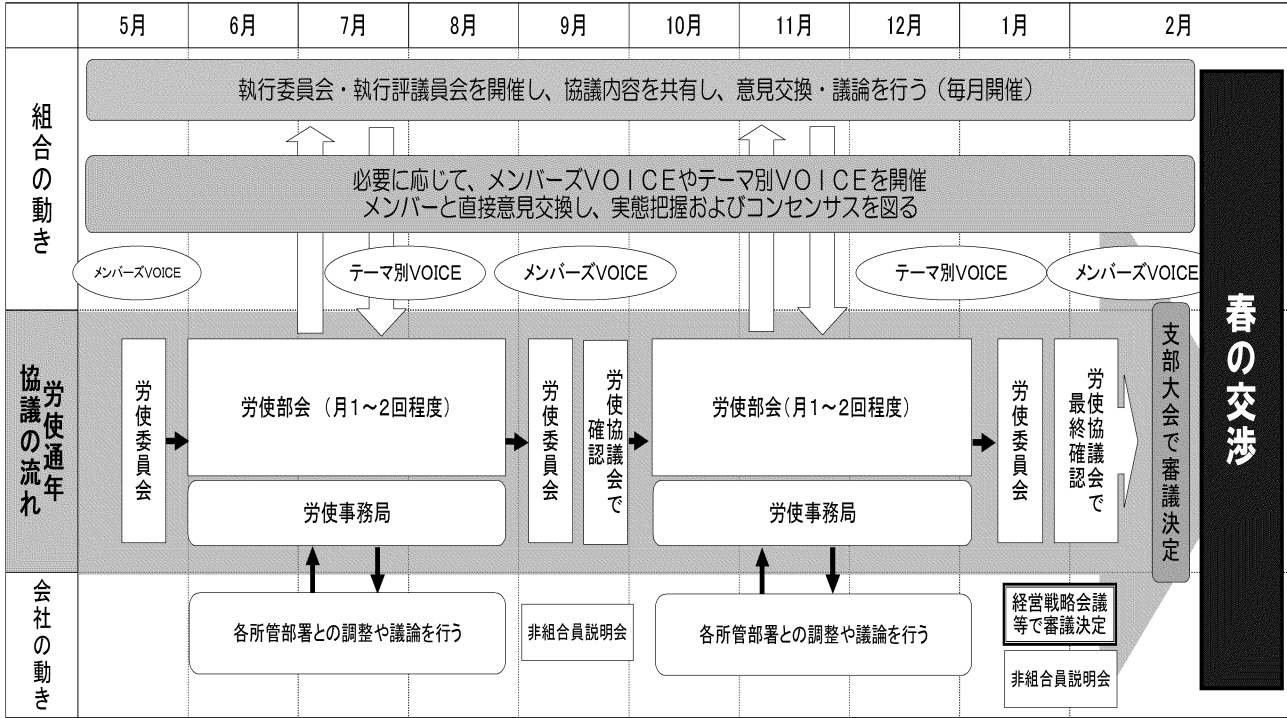 5月 6月 7月 8月 9月 10月 11月 12月 1月 2月
組合の動き
執行委員会・執行評議員会を開催し、協議内容を共有し、意見交換・議論を行う（毎月開催）
必要に応じて、メンバーズVOICEやテーマ別VOICEを開催
メンバーと直接意見交換し、実態把握およびコンセンサスを図る
メンバーズVOICE
テーマ別VOICE
メンバーズVOICE
テーマ別VOICE
メンバーズVOICE
労使通年
協議の流れ
労使委員会
労使部会（月1～2回程度）
労使事務局
労使委員会
労使協議会で
確認
労使部会（月1～2回程度）
労使事務局
労使委員会
労使協議会で
最終確認
支部大会で審議決定
春の交渉
会社の動き
各所管部署との調整や議論を行う
非組合員説明会
各所管部署との調整や議論を行う
経営戦略会議
等で審議決定
非組合員説明会